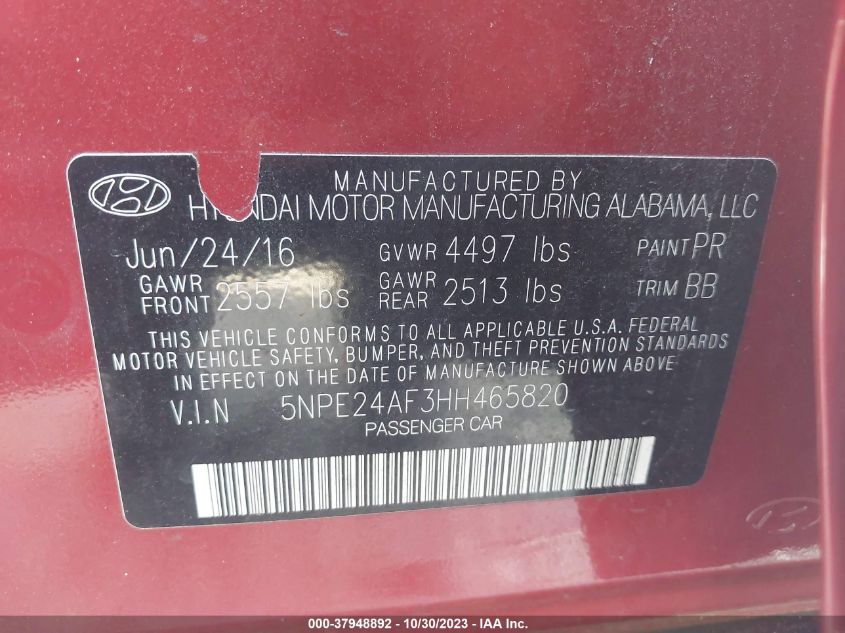 MANUFACTURED BY
HYUNDAI MOTOR MANUFACTURING ALABAMA, LLC
Jun/24/16 GVWR 4497 lbs PAINT PR
GAWR FRONT 2557 lbs GAWR REAR 2513 lbs TRIM BB
THIS VEHICLE CONFORMS TO ALL APPLICABLE U.S.A. FEDERAL
MOTOR VEHICLE SAFETY, BUMPER, AND THEFT PREVENTION STANDARDS
IN EFFECT ON THE DATE OF MANUFACTURE SHOWN ABOVE
V.I.N 5NPE24AF3HH465820
PASSENGER CAR
000-37948892 - 10/30/2023 - Copyright © IAA, Inc.